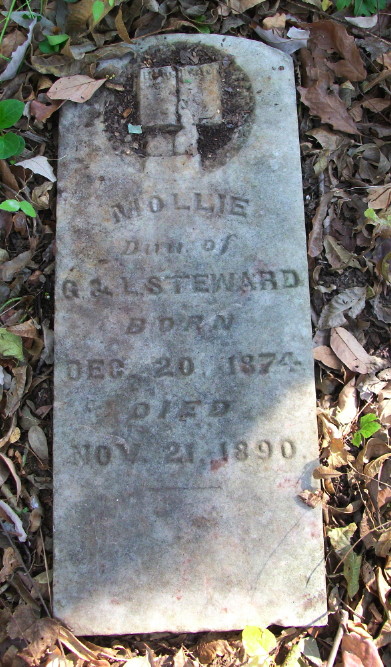 MOLLIE
Dau. of
G. & L. STEWARD
BORN
DEC. 20, 1874.
DIED
NOV. 21, 1890.